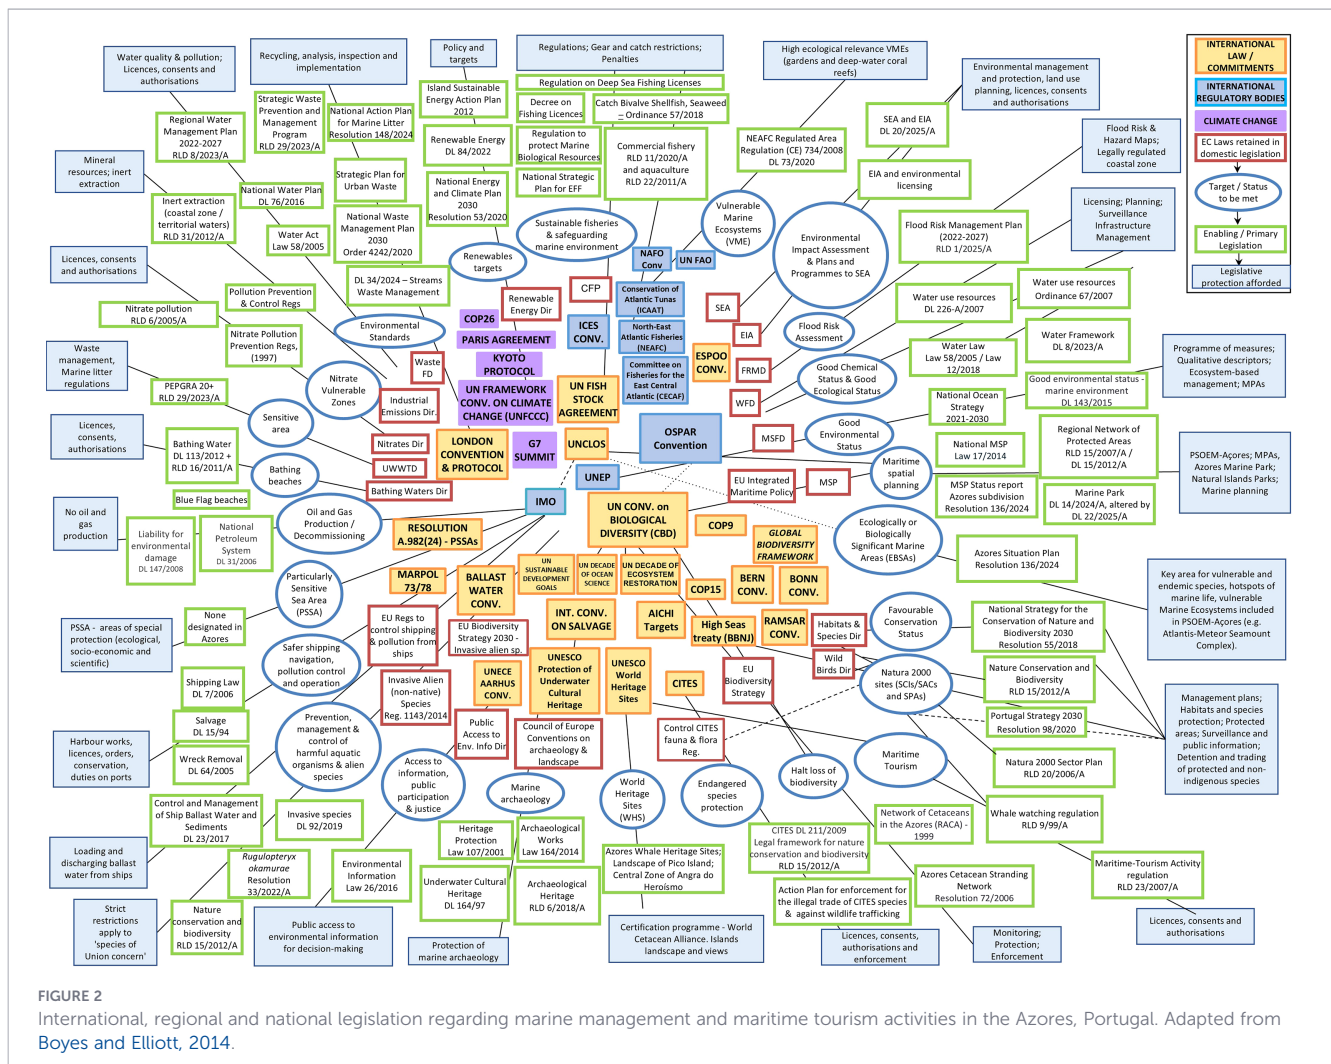 Water quality & pollution;
Licences, consents and
authorisations
Recycling, analysis, inspection and
implementation
Policy and
targets
Regulations; Gear and catch restrictions;
Penalties
High ecological relevance VMEs
(gardens and deep-water coral
reefs)
Environmental management
and protection, land use
planning, licences, consents
and authorisations
INTERNATIONAL
LAW /
COMMITMENTS
INTERNATIONAL
REGULATORY BODIES
CLIMATE CHANGE
EC Laws retained in
domestic legislation
Target / Status
to be met
Enabling / Primary
Legislation
Legislative
protection afforded
Regional Water
Management Plan
2022-2027
RLD 8/2023/A
Strategic Waste
Prevention and
Management
Program
RLD 29/2023/A
National Action Plan
for Marine Litter
Resolution 148/2024
Island Sustainable
Energy Action Plan
2012
Regulation on Deep Sea Fishing Licenses
Decree on
Fishing Licences
Catch Bivalve Shellfish, Seaweed
– Ordinance 57/2018
Renewable Energy
DL 84/2022
Regulation to
protect Marine
Biological Resources
Commercial fishery
RLD 11/2020/A
and aquaculture
RLD 22/2011/A
NEAFC Regulated Area
Regulation (CE) 734/2008
DL 73/2020
SEA and EIA
DL 20/2025/A
EIA and environmental
licensing
Flood Risk &
Hazard Maps;
Legally regulated
coastal zone
Mineral
resources; inert
extraction
Strategic Plan for
Urban Waste
National Energy
and Climate Plan
2030
Resolution 53/2020
National Strategic
Plan for EFF
National Water Plan
DL 76/2016
Inert extraction
(coastal zone /
territorial waters)
RLD 31/2012/A
Water Act
Law 58/2005
National Waste
Management Plan
2030
Order 4242/2020
Sustainable fisheries
& safeguarding
marine environment
Vulnerable
Marine
Ecosystems
(VME)
Environmental
Impact Assessment
& Plans and
Programmes to SEA
Flood Risk Management Plan
(2022-2027)
RLD 1/2025/A
Licensing; Planning;
Surveillance
Infrastructure
Management
Licences, consents
and authorisations
Renewables
targets
NAFO
Conv
UN FAO
DL 34/2024 – Streams
Waste Management
Pollution Prevention
& Control Regs
Renewable
Energy Dir
CFP
Conservation of
Atlantic Tunas
(ICAAT)
SEA
Water use resources
DL 226-A/2007
Water use resources
Ordinance 67/2007
Nitrate pollution
RLD 6/2005/A
Nitrate Pollution
Prevention Regs,
(1997)
Environmental
Standards
COP26
PARIS AGREEMENT
KYOTO
PROTOCOL
ICES
CONV.
North-East
Atlantic Fisheries
(NEAFC)
EIA
Flood Risk
Assessment
Water Law
Law 58/2005 / Law
12/2018
Water Framework
DL 8/2023/A
Waste
management,
Marine litter
regulations
PEPGRA 20+
RLD 29/2023/A
Nitrate
Vulnerable
Zones
Waste
FD
UN FRAMEWORK
CONV. ON CLIMATE
CHANGE (UNFCCC)
UN FISH
STOCK
AGREEMENT
Committee on
Fisheries for the
East Central
Atlantic (CECAF)
ESPOO
CONV.
FRMD
WFD
Good Chemical
Status & Good
Ecological Status
Good environmental status -
marine environment
DL 143/2015
Programme of measures;
Qualitative descriptors;
Ecosystem-based
management; MPAs
Industrial
Emissions Dir.
Sensitive
area
National Ocean
Strategy
2021-2030
Licences,
consents,
authorisations
Bathing Water
DL 113/2012 +
RLD 16/2011/A
Nitrates Dir
UWWTD
Bathing Waters Dir
LONDON
CONVENTION
& PROTOCOL
G7
SUMMIT
UNCLOS
OSPAR
Convention
MSFD
Good
Environmental
Status
National MSP
Law 17/2014
Regional Network of
Protected Areas
RLD 15/2007/A /
DL 15/2012/A
PSOEM-Açores; MPAs,
Azores Marine Park;
Natural Islands Parks;
Marine planning
Bathing
beaches
Blue Flag beaches
UNEP
EU Integrated
Maritime Policy
MSP
Maritime
spatial
planning
MSP Status report
Azores subdivision
Resolution 136/2024
Marine Park
DL 14/2024/A, altered by
DL 22/2025/A
No oil and gas
production
Liability for
environmental
damage
DL 147/2008
National
Petroleum
System
DL 31/2006
Oil and Gas
Production /
Decommissioning
IMO
RESOLUTION
A.982(24) - PSSAs
UN CONV. on
BIOLOGICAL
DIVERSITY (CBD)
COP9
GLOBAL
BIODIVERSITY
FRAMEWORK
Ecologically or
Biologically
Significant Marine
Areas (EBSAs)
Azores Situation Plan
Resolution 136/2024
Key area for vulnerable
and endemic species, hotspots
of marine life, vulnerable
Marine Ecosystems included
in PSOEM-Açores (e.g.
Atlantis-Meteor Seamount
Complex).
Particularly
Sensitive
Sea Area
(PSSA)
MARPOL
73/78
BALLAST
WATER
CONV.
UN
SUSTAINABLE
DEVELOPMENT
GOALS
UN DECADE
OF OCEAN
SCIENCE
UN DECADE OF
ECOSYSTEM
RESTORATION
COP15
BERN
CONV.
BONN
CONV.
PSSA - areas of special
protection (ecological,
socio-economic and
scientific)
None
designated in
Azores
EU Regs to
control shipping
& pollution from
ships
EU Biodiversity
Strategy 2030 -
Invasive alien sp.
INT. CONV.
ON SALVAGE
AICHI
Targets
High Seas
treaty (BBNJ)
RAMSAR
CONV.
Habitats &
Species Dir
Favourable
Conservation
Status
National Strategy for the
Conservation of Nature and
Biodiversity 2030
Resolution 55/2018
Safer shipping
navigation,
pollution control
and operation
Wild
Birds Dir
Natura 2000
sites (SCIs/SACs
and SPAs)
Nature Conservation and
Biodiversity
RLD 15/2012/A
Shipping Law
DL 7/2006
Invasive Alien
(non-native)
Species
Reg. 1143/2014
UNECE
AARHUS
CONV.
UNESCO
Protection of
Underwater
Cultural
Heritage
UNESCO
World
Heritage
Sites
CITES
EU
Biodiversity
Strategy
Portugal Strategy 2030
Resolution 98/2020
Management plans;
Habitats and species
protection; Protected
areas; Surveillance and
public information;
Detention and trading
of protected and non-
indigenous species
Salvage
DL 15/94
Harbour works,
licences, orders,
conservation,
duties on ports
Wreck Removal
DL 64/2005
Prevention,
management &
control of
harmful aquatic
organisms & alien
species
Public
Access to
Env. Info Dir
Council of Europe
Conventions on
archaeology &
landscape
Control CITES
fauna & flora
Reg.
Maritime
Tourism
Natura 2000 Sector Plan
RLD 20/2006/A
Access to
information,
public
participation
& justice
Marine
archaeology
World
Heritage
Sites
(WHS)
Endangered
species
protection
Halt loss of
biodiversity
Control and Management
of Ship Ballast Water and
Sediments
DL 23/2017
Invasive species
DL 92/2019
Whale watching regulation
RLD 9/99/A
Network of Cetaceans
in the Azores (RACA) -
1999
Heritage
Protection
Law 107/2001
Archaeological
Works
Law 164/2014
CITES DL 211/2009
Legal framework for nature
conservation and biodiversity
RLD 15/2012/A
Loading and
discharging ballast
water from ships
Rugulopteryx
okamurae
Resolution
33/2022/A
Environmental
Information
Law 26/2016
Underwater Cultural
Heritage
DL 164/97
Archaeological
Heritage
RLD 6/2018/A
Azores Whale Heritage Sites;
Landscape of Pico Island;
Central Zone of Angra do
Heroísmo
Action Plan for enforcement for
the illegal trade of CITES species
& against wildlife trafficking
Azores Cetacean Stranding
Network
Resolution 72/2006
Maritime-Tourism Activity
regulation
RLD 23/2007/A
Strict
restrictions
apply to
'species of
Union concern'
Nature
conservation and
biodiversity
RLD 15/2012/A
Public access to
environmental information
for decision-making
Protection of
marine archaeology
Certification programme - World
Cetacean Alliance. Islands
landscape and views
Licences, consents,
authorisations and
enforcement
Monitoring;
Protection;
Enforcement
Licences, consents and
authorisations
FIGURE 2
International, regional and national legislation regarding marine management and maritime tourism activities in the Azores, Portugal. Adapted from
Boyes and Elliott, 2014.